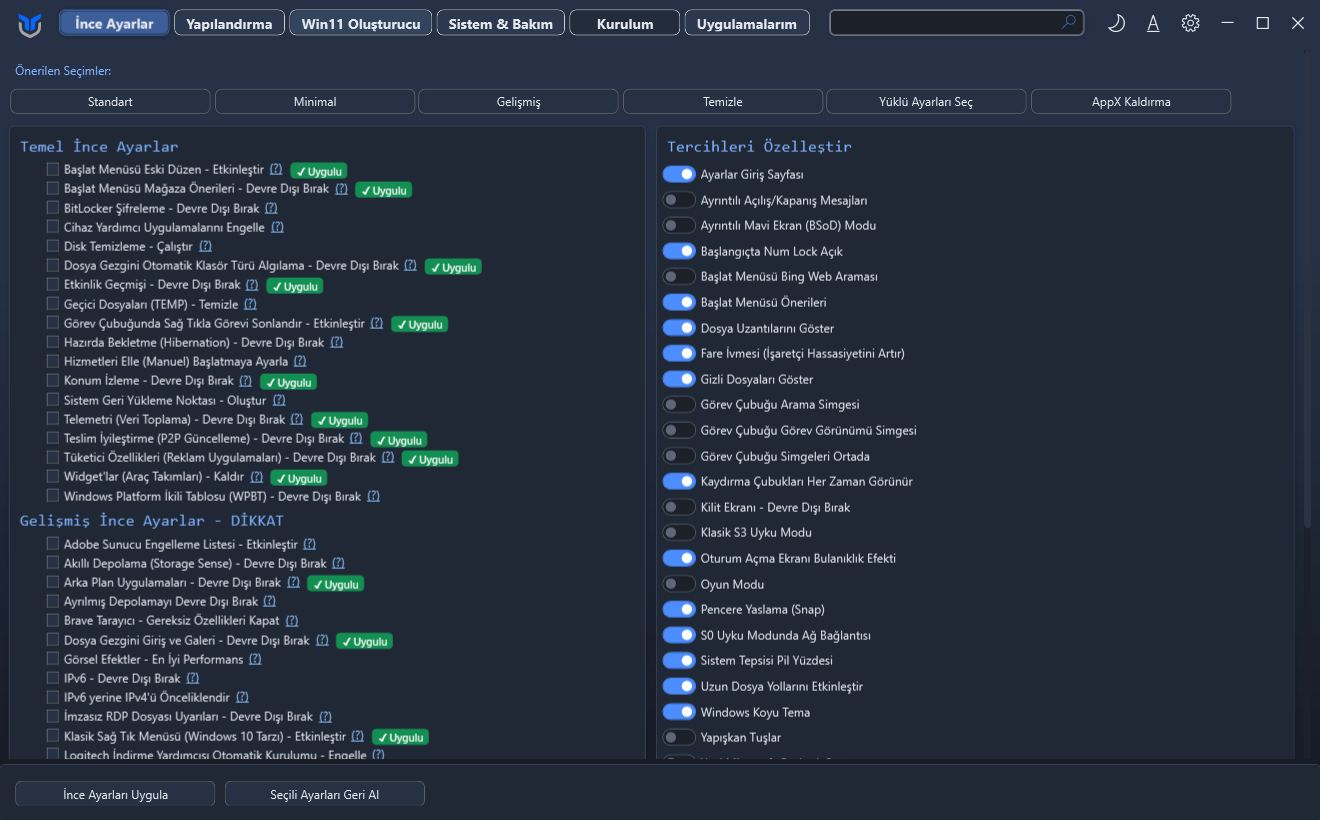 İnce Ayarlar
Yapılandırma
Win11 Oluşturucu
Sistem & Bakım
Kurulum
Uygulamalarım
Önerilen Seçimler:
Standart
Minimal
Gelişmiş
Temizle
Yüklü Ayarları Seç
AppX Kaldırma
Temel İnce Ayarlar
Başlat Menüsü Eski Düzen - Etkinleştir (?) ✓ Uygulu
Başlat Menüsü Mağaza Önerileri - Devre Dışı Bırak (?) ✓ Uygulu
BitLocker Şifreleme - Devre Dışı Bırak (?)
Cihaz Yardımcı Uygulamalarını Engelle (?)
Disk Temizleme - Çalıştır (?)
Dosya Gezgini Otomatik Klasör Türü Algılama - Devre Dışı Bırak (?) ✓ Uygulu
Etkinlik Geçmişi - Devre Dışı Bırak (?) ✓ Uygulu
Geçici Dosyaları (TEMP) - Temizle (?)
Görev Çubuğunda Sağ Tıkla Görevi Sonlandır - Etkinleştir (?) ✓ Uygulu
Hazırda Bekletme (Hibernation) - Devre Dışı Bırak (?)
Hizmetleri Elle (Manuel) Başlatmaya Ayarla (?)
Konum İzleme - Devre Dışı Bırak (?) ✓ Uygulu
Sistem Geri Yükleme Noktası - Oluştur (?)
Telemetri (Veri Toplama) - Devre Dışı Bırak (?) ✓ Uygulu
Teslim İyileştirme (P2P Güncelleme) - Devre Dışı Bırak (?) ✓ Uygulu
Tüketici Özellikleri (Reklam Uygulamaları) - Devre Dışı Bırak (?) ✓ Uygulu
Widget'lar (Araç Takımları) - Kaldır (?) ✓ Uygulu
Windows Platform İkili Tablosu (WPBT) - Devre Dışı Bırak (?)
Gelişmiş İnce Ayarlar - DİKKAT
Adobe Sunucu Engelleme Listesi - Etkinleştir (?)
Akıllı Depolama (Storage Sense) - Devre Dışı Bırak (?)
Arka Plan Uygulamaları - Devre Dışı Bırak (?) ✓ Uygulu
Ayrılmış Depolamayı Devre Dışı Bırak (?)
Brave Tarayıcı - Gereksiz Özellikleri Kapat (?)
Dosya Gezgini Giriş ve Galeri - Devre Dışı Bırak (?) ✓ Uygulu
Görsel Efektler - En İyi Performans (?)
IPv6 - Devre Dışı Bırak (?)
IPv6 yerine IPv4'ü Önceliklendir (?)
İmzasız RDP Dosyası Uyarıları - Devre Dışı Bırak (?)
Klasik Sağ Tık Menüsü (Windows 10 Tarzı) - Etkinleştir (?) ✓ Uygulu
Logitech İndirme Yardımcısı Otomatik Kurulumu - Engelle (?)
Tercihleri Özelleştir
Ayarlar Giriş Sayfası
Ayrıntılı Açılış/Kapanış Mesajları
Ayrıntılı Mavi Ekran (BSoD) Modu
Başlangıçta Num Lock Açık
Başlat Menüsü Bing Web Araması
Başlat Menüsü Önerileri
Dosya Uzantılarını Göster
Fare İvmesi (İşaretçi Hassasiyetini Artır)
Gizli Dosyaları Göster
Görev Çubuğu Arama Simgesi
Görev Çubuğu Görev Görünümü Simgesi
Görev Çubuğu Simgeleri Ortada
Kaydırma Çubukları Her Zaman Görünür
Kilit Ekranı - Devre Dışı Bırak
Klasik S3 Uyku Modu
Oturum Açma Ekranı Bulanıklık Efekti
Oyun Modu
Pencere Yaslama (Snap)
S0 Uyku Modunda Ağ Bağlantısı
Sistem Tepsisi Pil Yüzdesi
Uzun Dosya Yollarını Etkinleştir
Windows Koyu Tema
Yapışkan Tuşlar
İnce Ayarları Uygula
Seçili Ayarları Geri Al